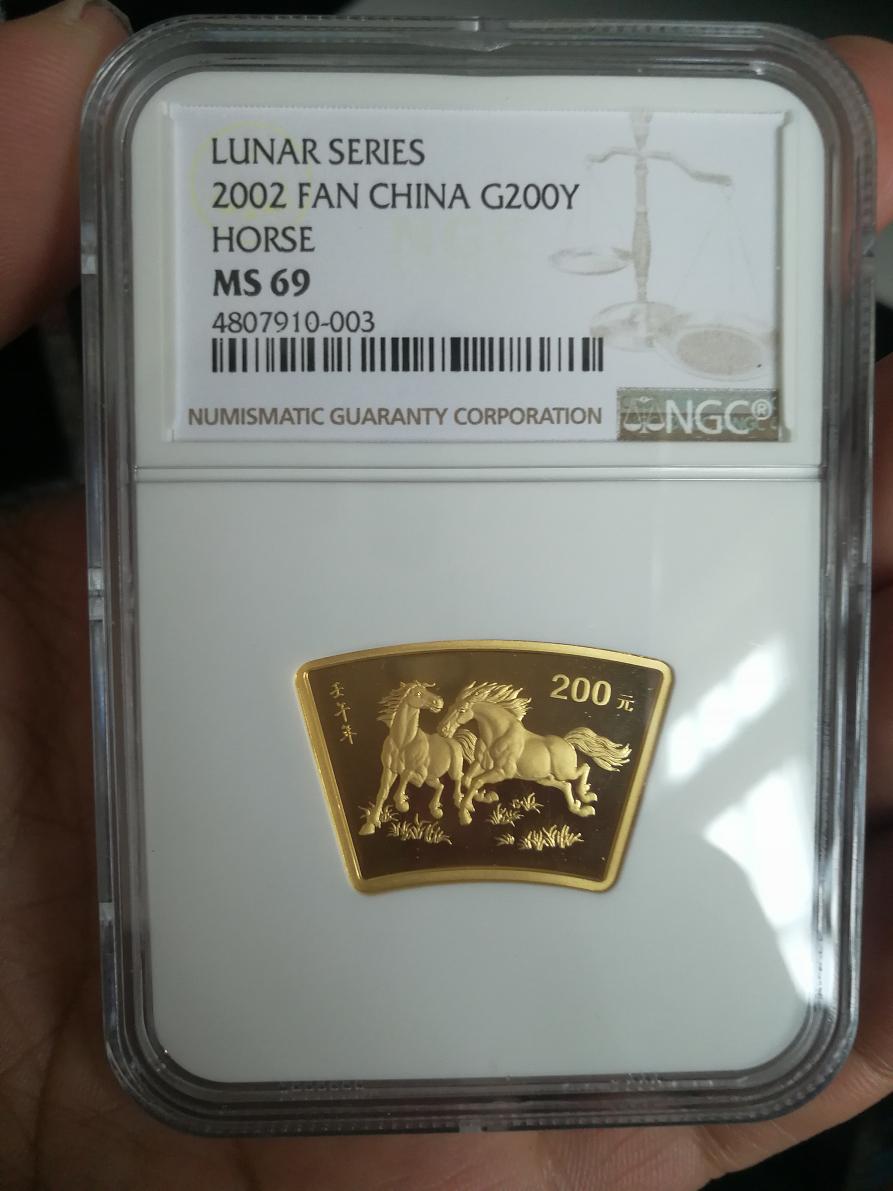 LUNAR SERIES
2002 FAN CHINA G200Y
HORSE
MS 69
4807910-003
NUMISMATIC GUARANTY CORPORATION
NGC®
200元
壬午年